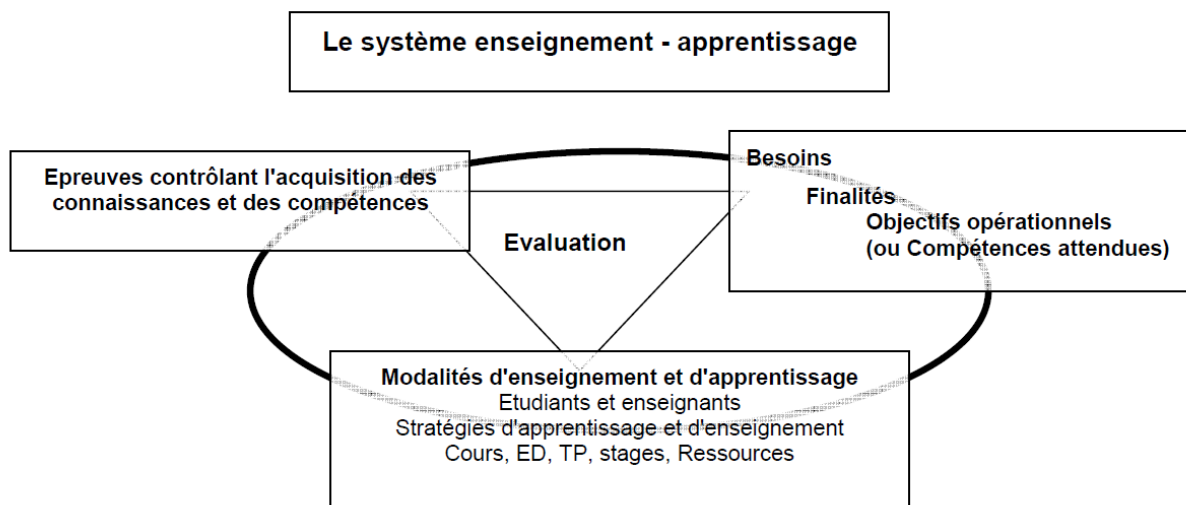 Le système enseignement - apprentissage
Epreuves contrôlant l'acquisition des
connaissances et des compétences
Besoins
Finalités
Objectifs opérationnels
(ou Compétences attendues)
Evaluation
Modalités d'enseignement et d'apprentissage
Etudiants et enseignants
Stratégies d'apprentissage et d'enseignement
Cours, ED, TP, stages, Ressources